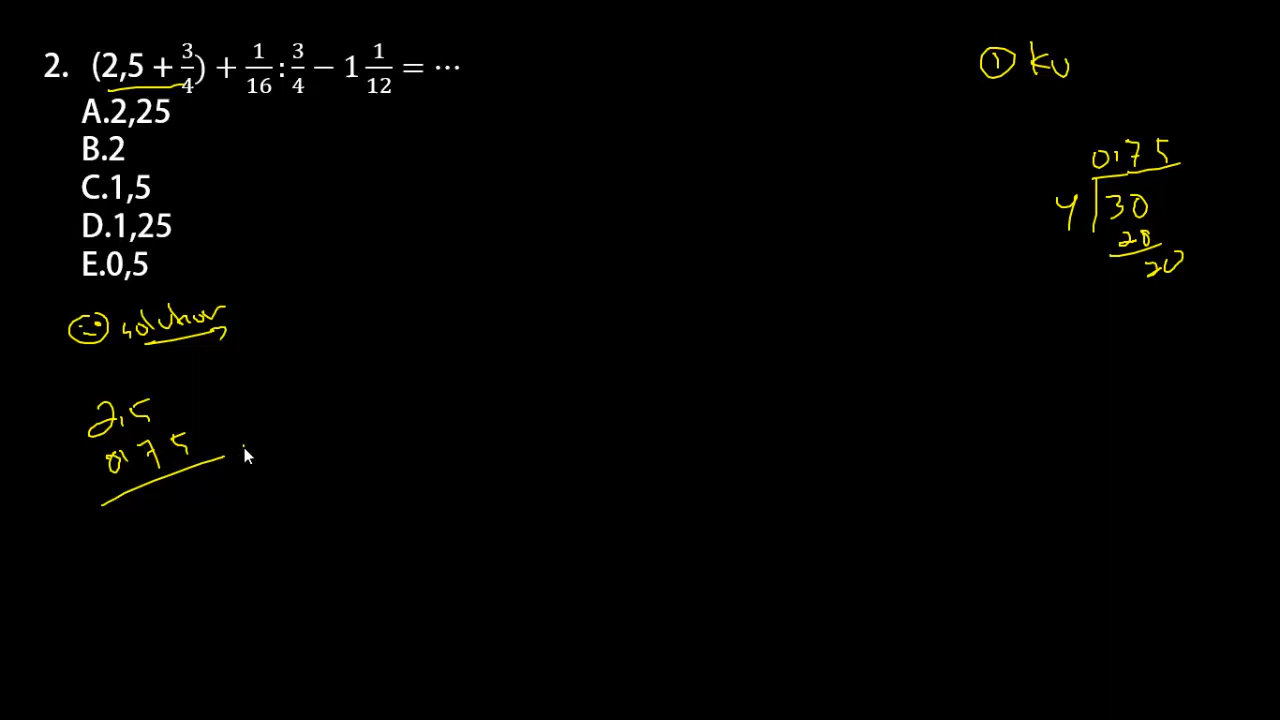 2. (2,5 + 3/4) + 1/16 : 3/4 − 1 1/12 = ⋯
A.2,25
B.2
C.1,5
D.1,25
E.0,5
solution
2,5
0,75
① KU
0,75
4 30
28
20